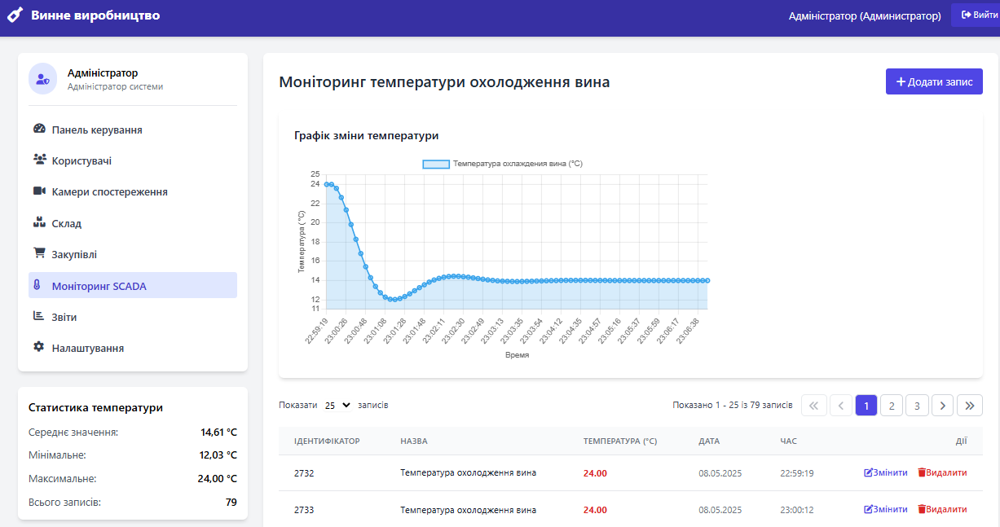 Винне виробництво
Адміністратор (Администратор)
Вийти
Адміністратор
Адміністратор системи
Панель керування
Користувачі
Камери спостереження
Склад
Закупівлі
Моніторинг SCADA
Звіти
Налаштування
Статистика температури
Середнє значення: 14,61 °C
Мінімальне: 12,03 °C
Максимальне: 24,00 °C
Всього записів: 79
Моніторинг температури охолодження вина
Додати запис
Графік зміни температури
Температура охлаждения вина (°C)
Температура (°C)
25
24
22
20
18
16
14
12
11
22:59:19
23:00:26
23:00:48
23:01:08
23:01:28
23:01:48
23:02:11
23:02:30
23:02:49
23:03:13
23:03:35
23:03:54
23:04:12
23:04:35
23:04:57
23:05:16
23:05:37
23:05:59
23:06:17
23:06:38
Время
Показати 25 записів
Показано 1 - 25 із 79 записів
« ‹ 1 2 3 › »
ІДЕНТИФІКАТОР НАЗВА ТЕМПЕРАТУРА (°C) ДАТА ЧАС ДІЇ
2732 Температура охолодження вина 24.00 08.05.2025 22:59:19 Змінити Видалити
2733 Температура охолодження вина 24.00 08.05.2025 23:00:12 Змінити Видалити